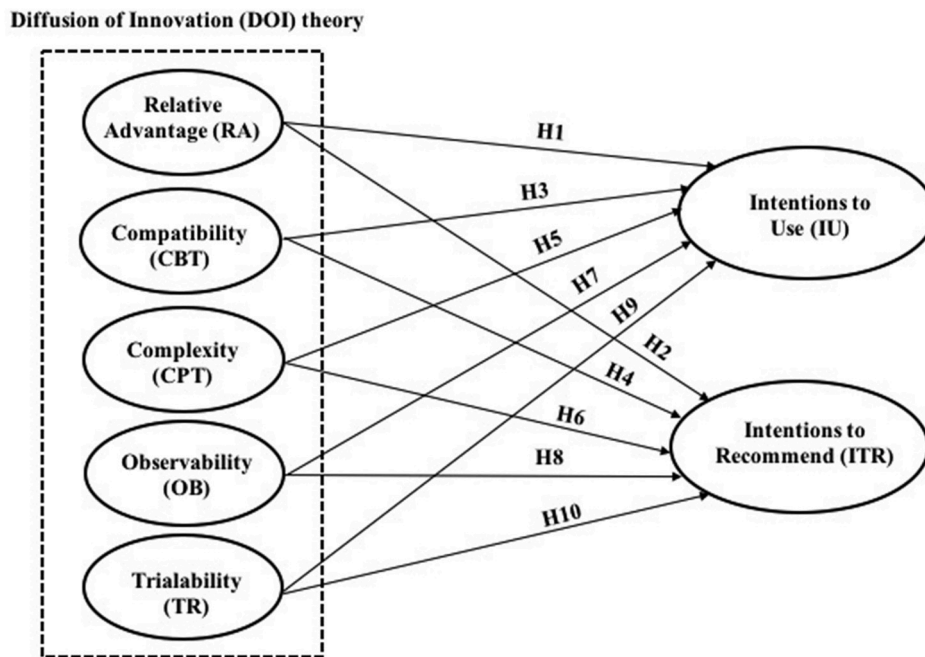 Diffusion of Innovation (DOI) theory
Relative
Advantage (RA)
Compatibility
(CBT)
Complexity
(CPT)
Observability
(OB)
Trialability
(TR)
H1
H3
H5
H7
H9
H2
H4
H6
H8
H10
Intentions to
Use (IU)
Intentions to
Recommend (ITR)